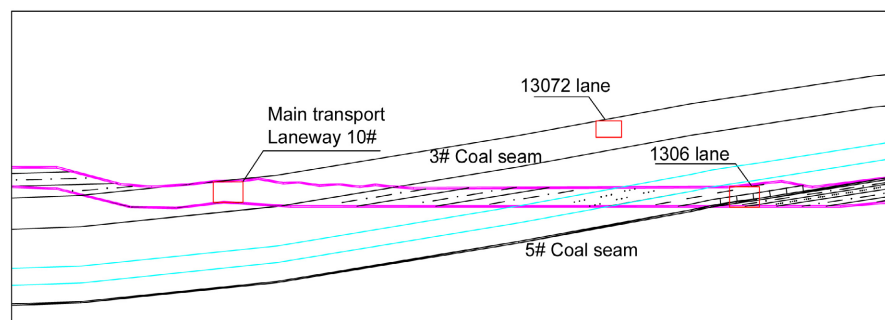 13072 lane
Main transport
Laneway 10#
3# Coal seam
1306 lane
5# Coal seam